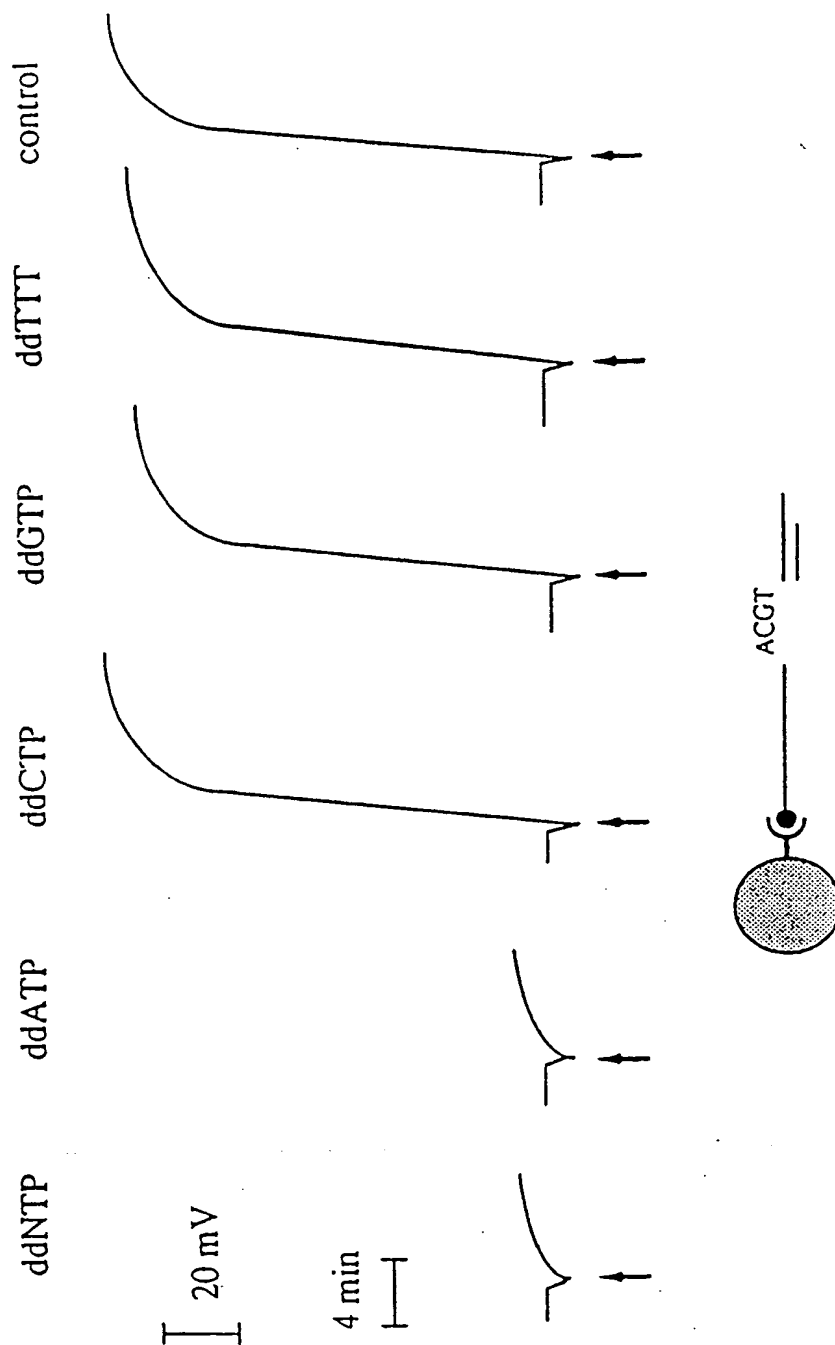 ddNTP
ddATP
ddCTP
ddGTP
ddTTT
control
20 mV
4 min
ACGT